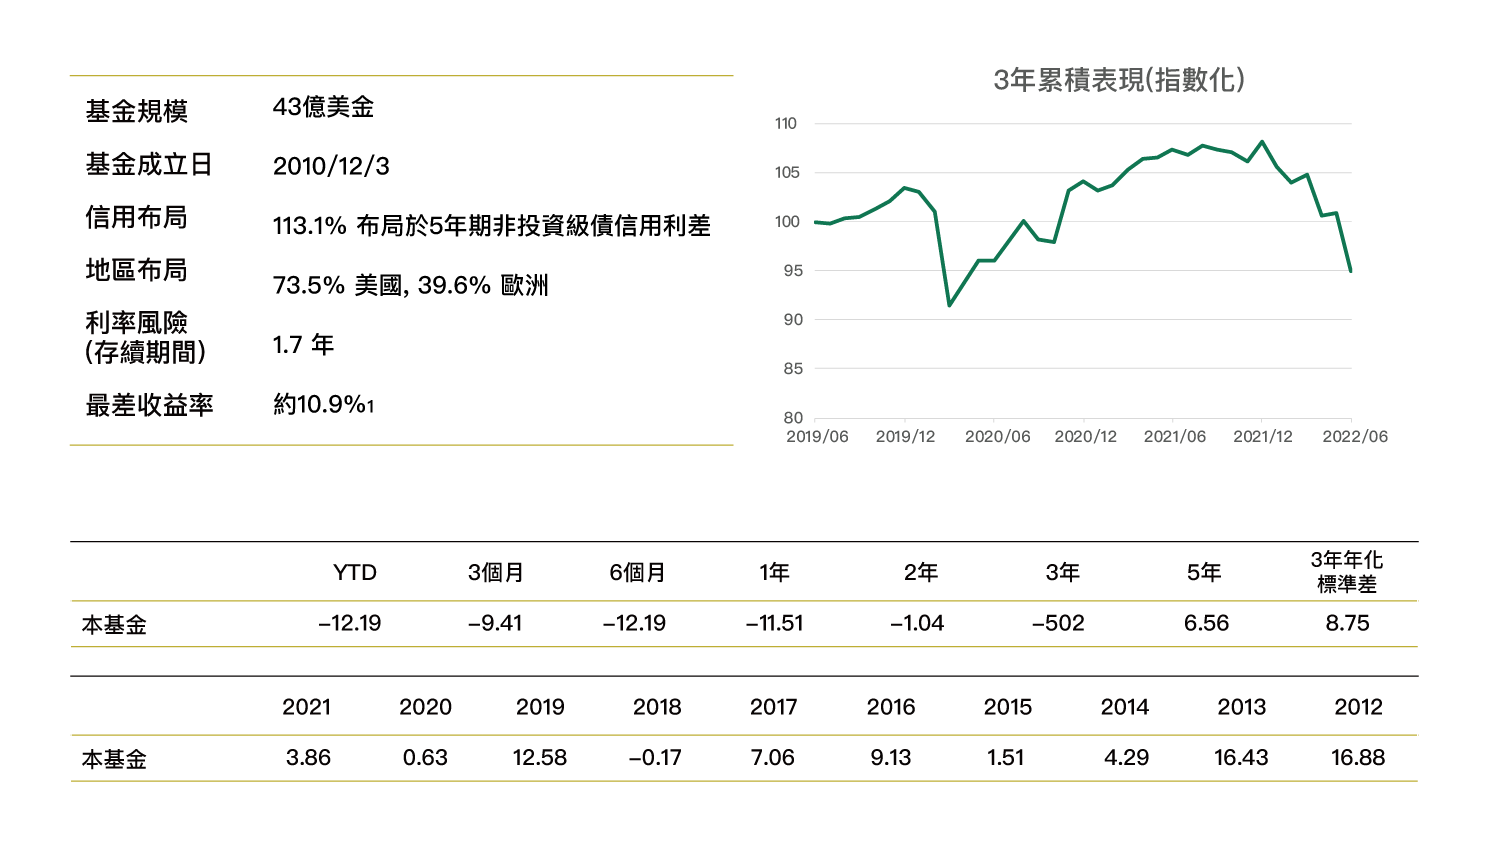 基金規模 43億美金
基金成立日 2010/12/3
信用布局 113.1% 布局於5年期非投資級債信用利差
地區布局 73.5% 美國, 39.6% 歐洲
利率風險
(存續期間) 1.7 年
最差收益率 約10.9%1
3年累積表現(指數化)
110
105
100
95
90
85
80
2019/06 2019/12 2020/06 2020/12 2021/06 2021/12 2022/06
YTD 3個月 6個月 1年 2年 3年 5年 3年年化
標準差
本基金 –12.19 –9.41 –12.19 –11.51 –1.04 –502 6.56 8.75
2021 2020 2019 2018 2017 2016 2015 2014 2013 2012
本基金 3.86 0.63 12.58 –0.17 7.06 9.13 1.51 4.29 16.43 16.88